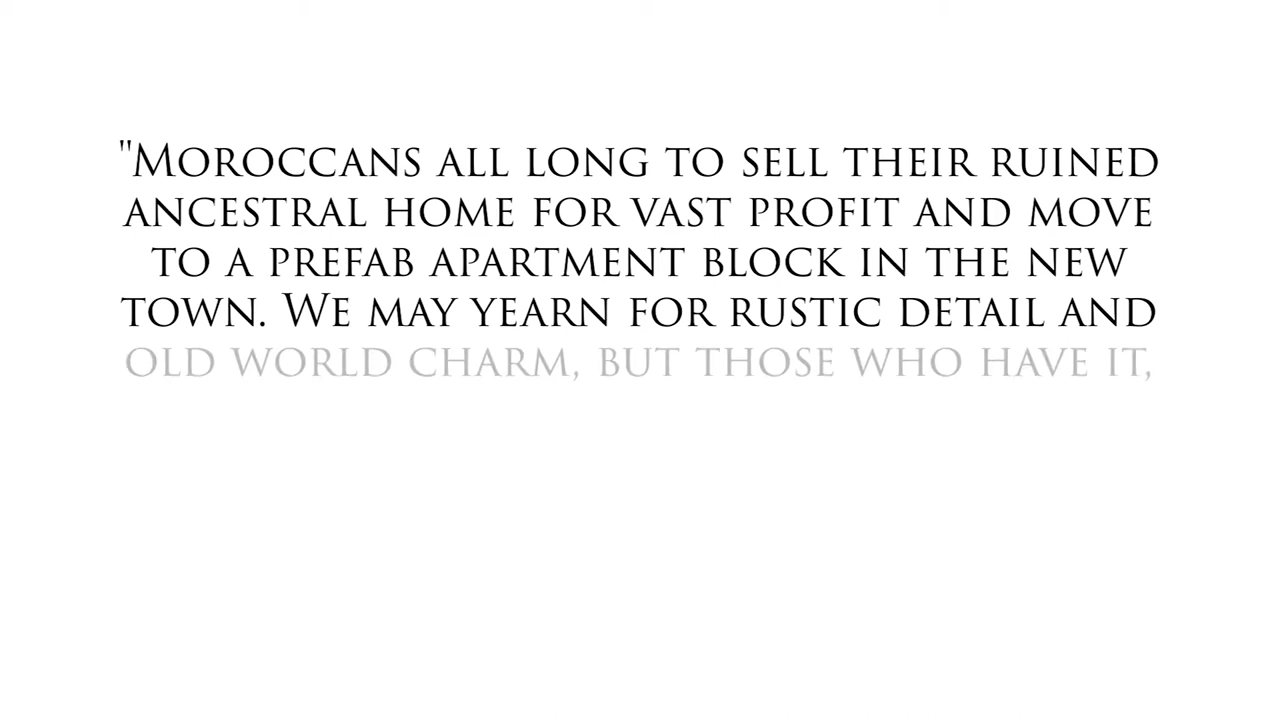 "Moroccans all long to sell their ruined
ancestral home for vast profit and move
to a prefab apartment block in the new
town. We may yearn for rustic detail and
old world charm, but those who have it,